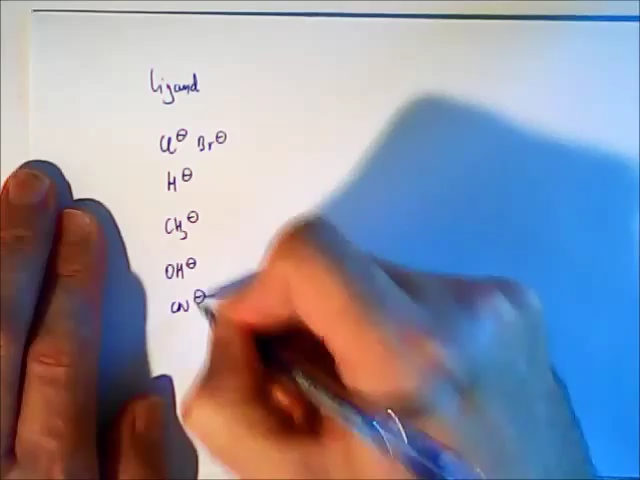 Ligand
Cl⊖ Br⊖
H⊖
CH₃⊖
OH⊖
CN⊖